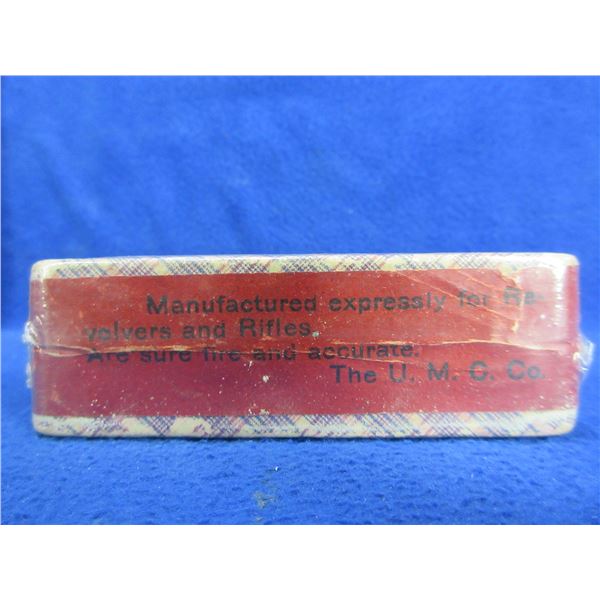 Manufactured expressly for Re-
volvers and Rifles.
Are sure fire and accurate.
The U. M. C. Co.